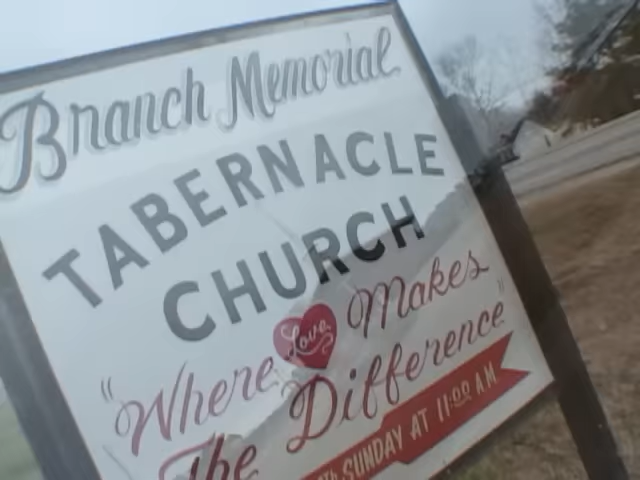 Branch Memorial
TABERNACLE
CHURCH
"Where Love Makes
The Difference"
SUNDAY AT 11:00 A.M.